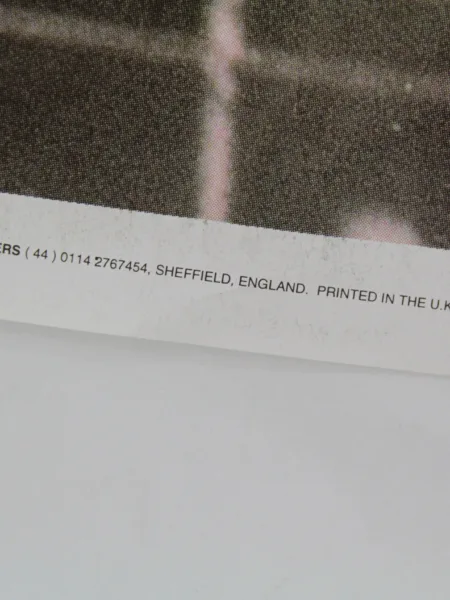 ERS ( 44 ) 0114 2767454, SHEFFIELD, ENGLAND. PRINTED IN THE U.K